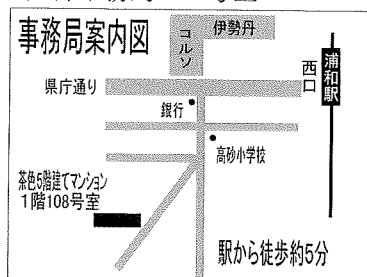 事務局案内図
伊勢丹
コルソ
浦和駅
西口
県庁通り
銀行
高砂小学校
茶色5階建てマンション
1階108号室
駅から徒歩約5分